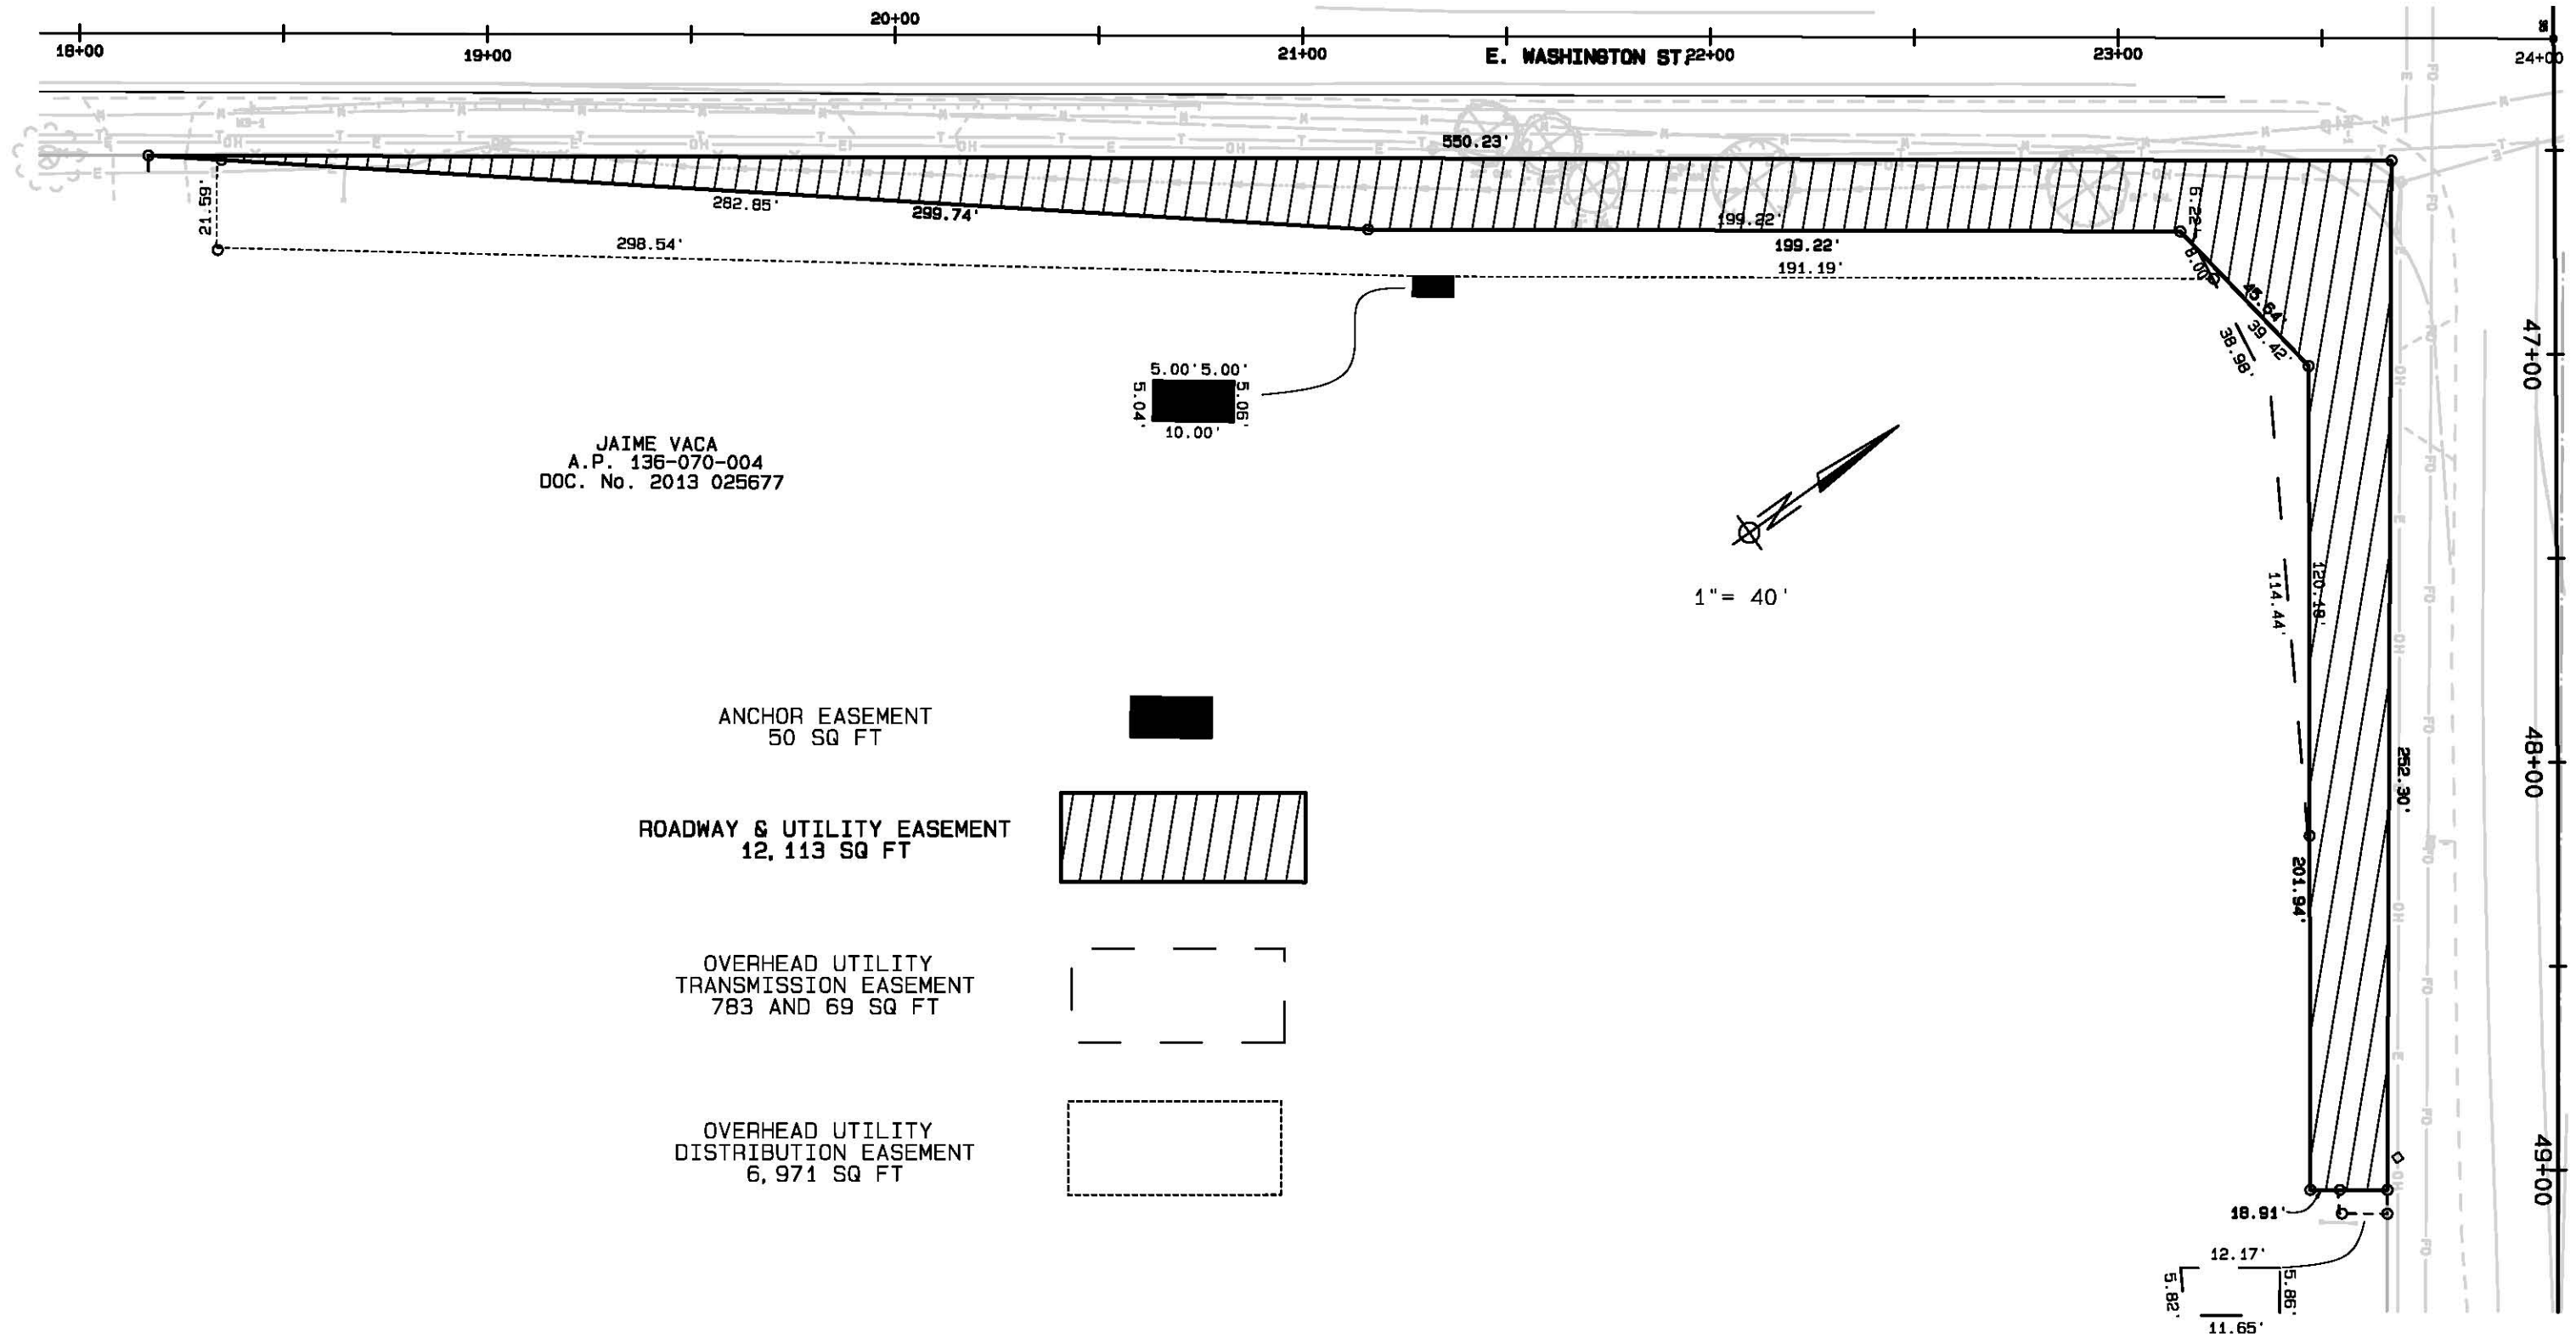 18+00
19+00
20+00
21+00
E. WASHINGTON ST.
22+00
23+00
24+00
550.23'
21.59'
282.85'
299.74'
298.54'
199.22'
199.22'
191.19'
6.22'
8.00'
45.64'
39.42'
38.98'
47+00
5.00' 5.00'
5.04'
5.06'
10.00'
JAIME VACA
A.P. 136-070-004
DOC. No. 2013 025677
N
1"= 40'
120.18'
114.44'
ANCHOR EASEMENT
50 SQ FT
252.30'
48+00
ROADWAY & UTILITY EASEMENT
12,113 SQ FT
201.94'
OVERHEAD UTILITY
TRANSMISSION EASEMENT
783 AND 69 SQ FT
OVERHEAD UTILITY
DISTRIBUTION EASEMENT
6,971 SQ FT
49+00
18.91'
12.17'
5.82'
5.86'
11.65'